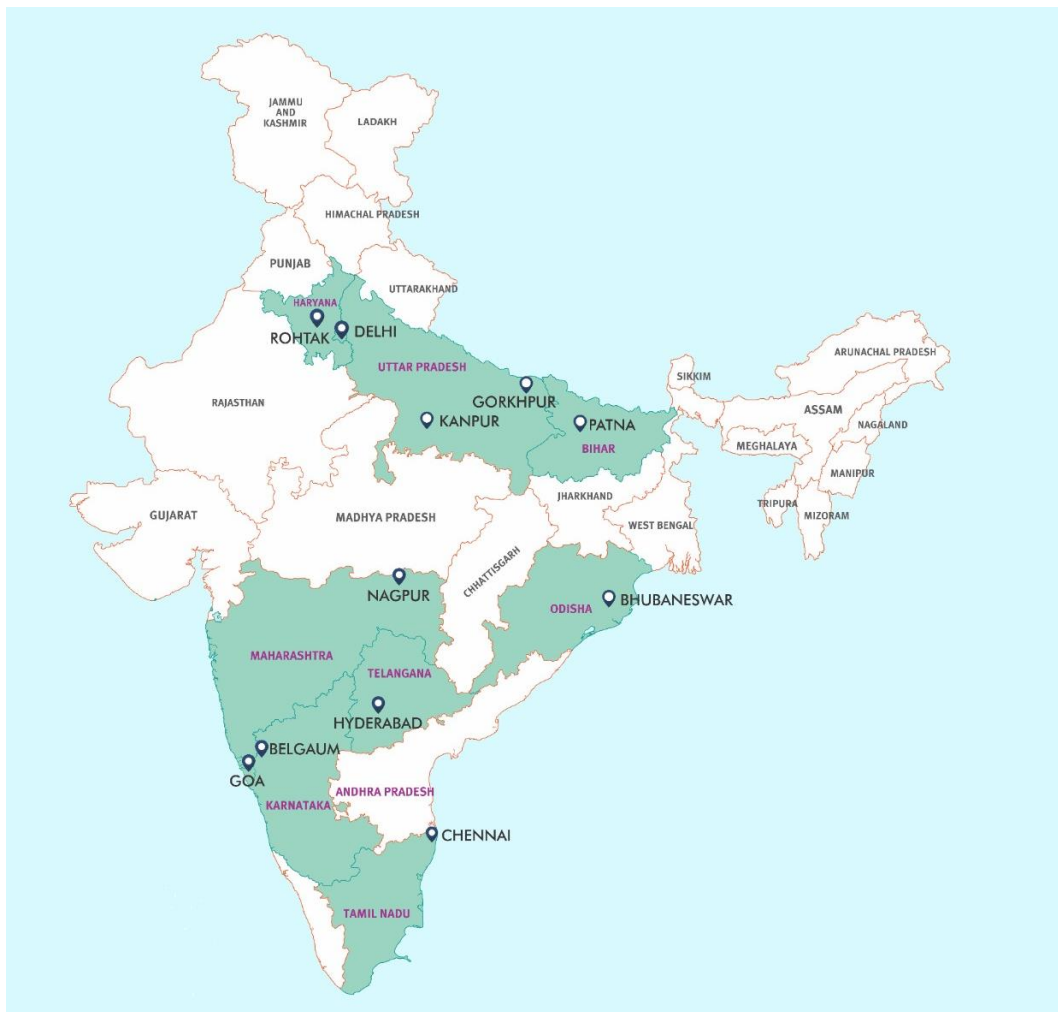 JAMMU
AND
KASHMIR
LADAKH
HIMACHAL PRADESH
PUNJAB
UTTARAKHAND
HARYANA
ROHTAK
DELHI
UTTAR PRADESH
RAJASTHAN
GORKHPUR
KANPUR
PATNA
BIHAR
SIKKIM
ARUNACHAL PRADESH
ASSAM
NAGALAND
MEGHALAYA
MANIPUR
TRIPURA
MIZORAM
GUJARAT
MADHYA PRADESH
JHARKHAND
WEST BENGAL
CHHATTISGARH
NAGPUR
ODISHA
BHUBANESWAR
MAHARASHTRA
TELANGANA
HYDERABAD
BELGAUM
GOA
KARNATAKA
ANDHRA PRADESH
CHENNAI
TAMIL NADU